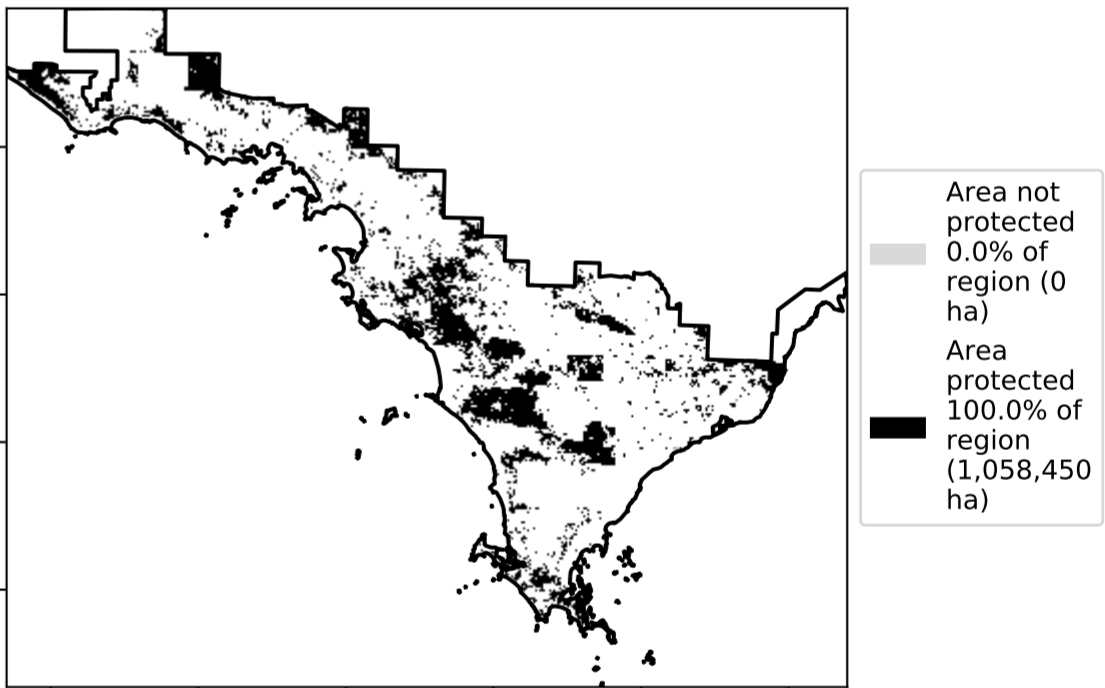 Area not
protected
0.0% of
region (0
ha)
Area
protected
100.0% of
region
(1,058,450
ha)